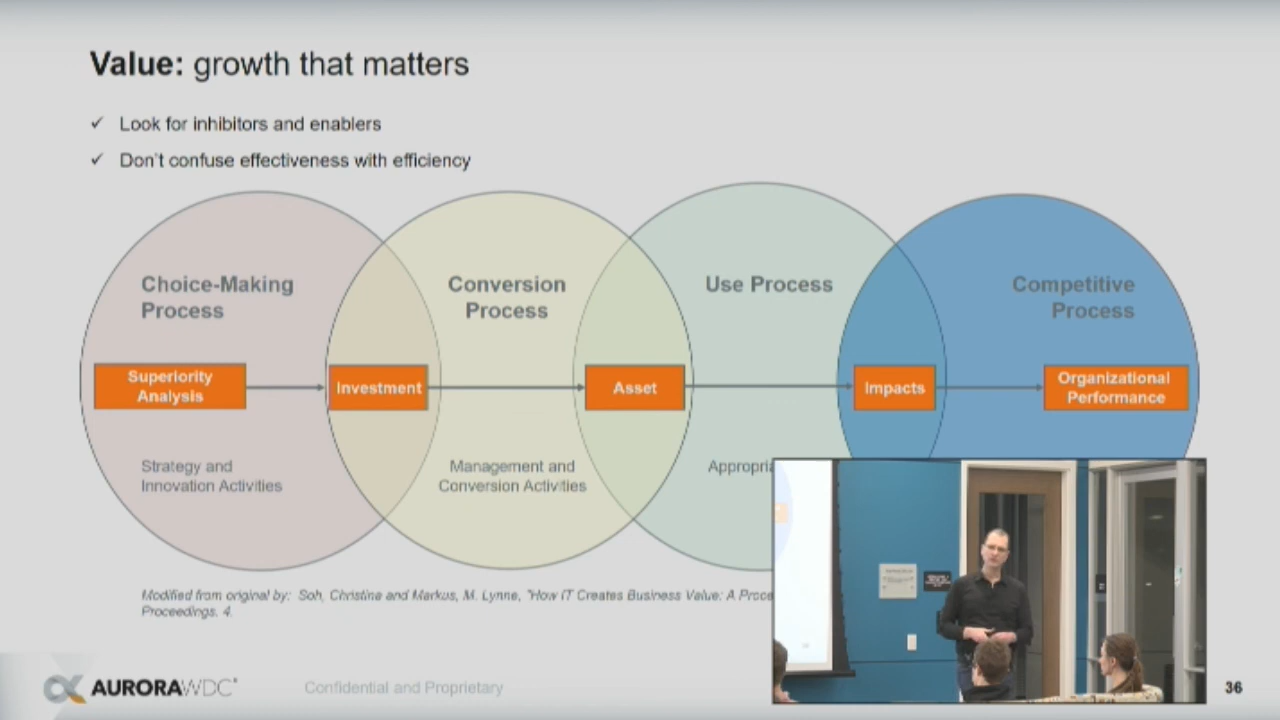 Value: growth that matters
✓ Look for inhibitors and enablers
✓ Don't confuse effectiveness with efficiency
Choice-Making
Process
Conversion
Process
Use Process
Competitive
Process
Superiority
Analysis
Investment
Asset
Impacts
Organizational
Performance
Strategy and
Innovation Activities
Management and
Conversion Activities
Modified from original by: Soh, Christina and Markus, M. Lynne, "How IT Creates Business Value: A
Proceedings. 4.
AURORAWDC
Confidential and Proprietary
36